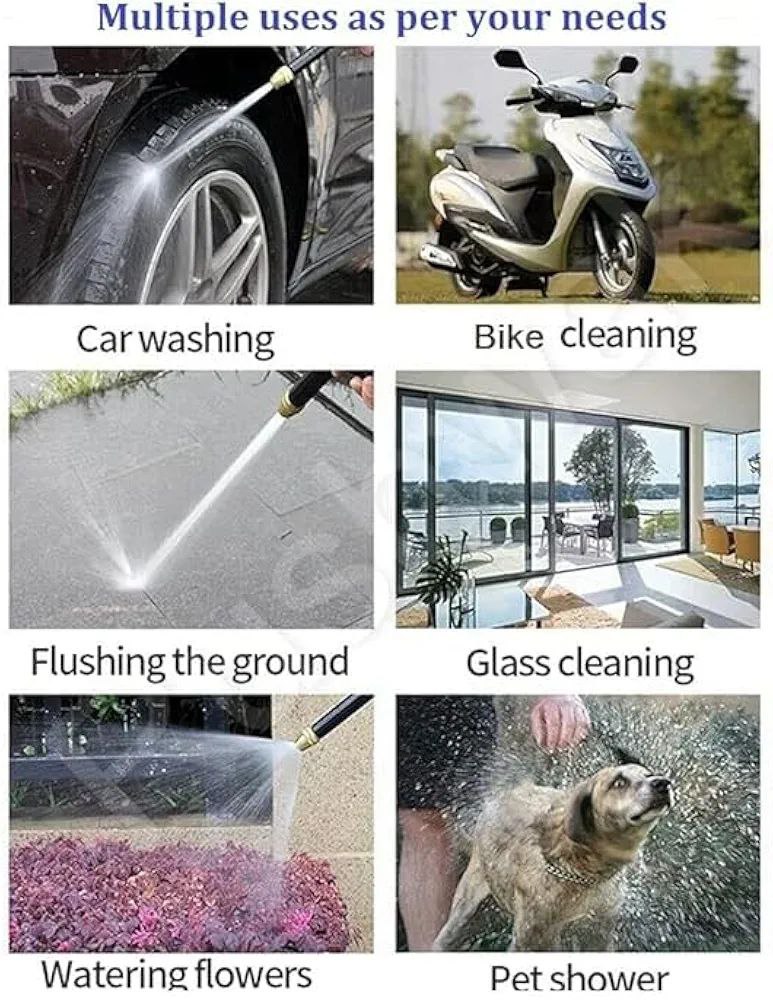 Multiple uses as per your needs
Car washing
Bike cleaning
Flushing the ground
Glass cleaning
Watering flowers
Pet shower